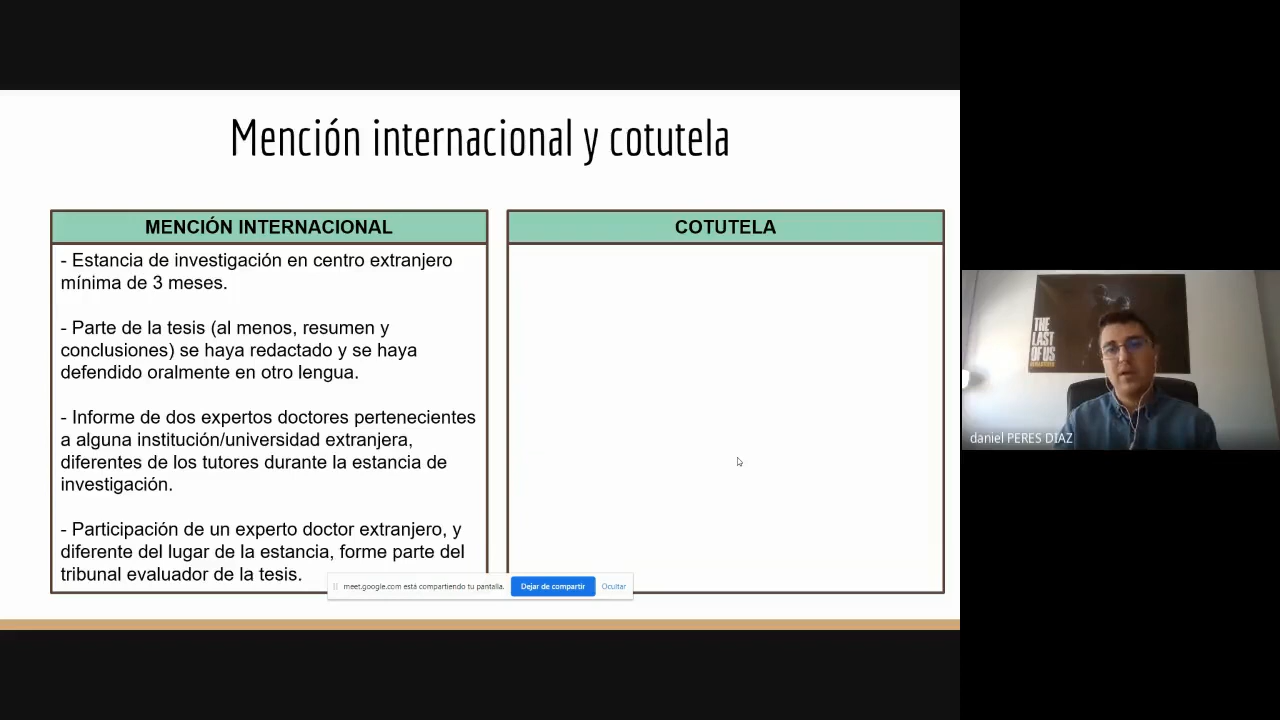 Mención internacional y cotutela
MENCIÓN INTERNACIONAL
- Estancia de investigación en centro extranjero
mínima de 3 meses.
- Parte de la tesis (al menos, resumen y
conclusiones) se haya redactado y se haya
defendido oralmente en otro lengua.
- Informe de dos expertos doctores pertenecientes
a alguna institución/universidad extranjera,
diferentes de los tutores durante la estancia de
investigación.
- Participación de un experto doctor extranjero, y
diferente del lugar de la estancia, forme parte del
tribunal evaluador de la tesis.
COTUTELA
meet.google.com está compartiendo tu pantalla.
Dejar de compartir
Ocultar
THE
LAST
OF US
daniel PERES DIAZ